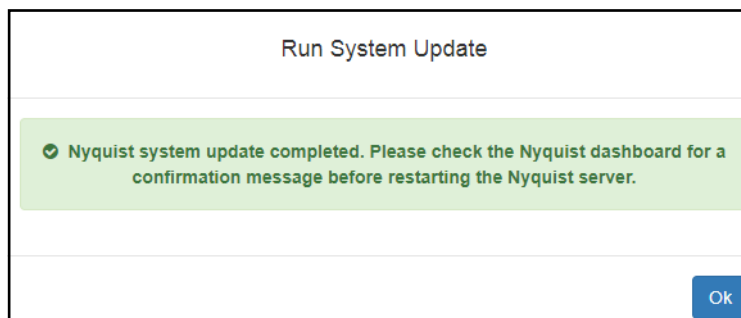 Run System Update
Nyquist system update completed. Please check the Nyquist dashboard for a
confirmation message before restarting the Nyquist server.
Ok